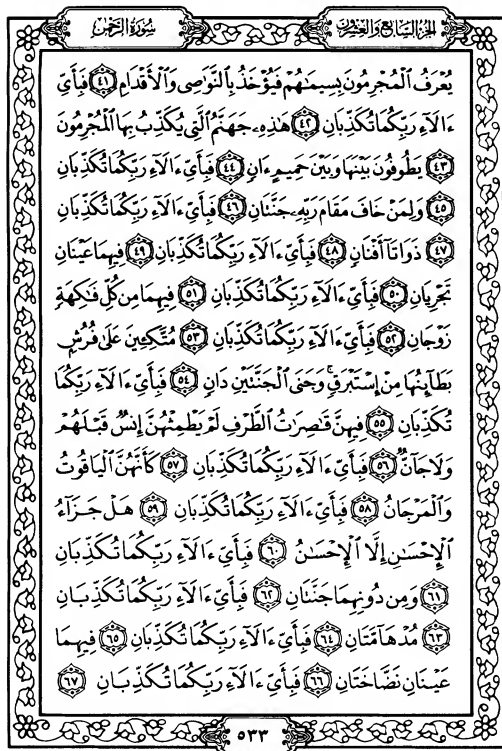 سُورَةُ الرَّحْمٰن
الجزء السابع والعشرون
يُعْرَفُ ٱلْمُجْرِمُونَ بِسِيمَٰهُمْ فَيُؤْخَذُ بِٱلنَّوَٰصِى وَٱلْأَقْدَامِ ٤١ فَبِأَىِّ
ءَالَآءِ رَبِّكُمَا تُكَذِّبَانِ ٤٢ هَٰذِهِۦ جَهَنَّمُ ٱلَّتِى يُكَذِّبُ بِهَا ٱلْمُجْرِمُونَ
٤٣ يَطُوفُونَ بَيْنَهَا وَبَيْنَ حَمِيمٍ ءَانٍ ٤٤ فَبِأَىِّ ءَالَآءِ رَبِّكُمَا تُكَذِّبَانِ
٤٥ وَلِمَنْ خَافَ مَقَامَ رَبِّهِۦ جَنَّتَانِ ٤٦ فَبِأَىِّ ءَالَآءِ رَبِّكُمَا تُكَذِّبَانِ
٤٧ ذَوَاتَآ أَفْنَانٍ ٤٨ فَبِأَىِّ ءَالَآءِ رَبِّكُمَا تُكَذِّبَانِ ٤٩ فِيهِمَا عَيْنَانِ
تَجْرِيَانِ ٥٠ فَبِأَىِّ ءَالَآءِ رَبِّكُمَا تُكَذِّبَانِ ٥١ فِيهِمَا مِن كُلِّ فَٰكِهَةٍ
زَوْجَانِ ٥٢ فَبِأَىِّ ءَالَآءِ رَبِّكُمَا تُكَذِّبَانِ ٥٣ مُتَّكِـِٔينَ عَلَىٰ فُرُشٍۭ
بَطَآئِنُهَا مِنْ إِسْتَبْرَقٍ ۚ وَجَنَى ٱلْجَنَّتَيْنِ دَانٍ ٥٤ فَبِأَىِّ ءَالَآءِ رَبِّكُمَا
تُكَذِّبَانِ ٥٥ فِيهِنَّ قَٰصِرَٰتُ ٱلطَّرْفِ لَمْ يَطْمِثْهُنَّ إِنسٌ قَبْلَهُمْ
وَلَا جَآنٌّ ٥٦ فَبِأَىِّ ءَالَآءِ رَبِّكُمَا تُكَذِّبَانِ ٥٧ كَأَنَّهُنَّ ٱلْيَاقُوتُ
وَٱلْمَرْجَانُ ٥٨ فَبِأَىِّ ءَالَآءِ رَبِّكُمَا تُكَذِّبَانِ ٥٩ هَلْ جَزَآءُ
ٱلْإِحْسَٰنِ إِلَّا ٱلْإِحْسَٰنُ ٦٠ فَبِأَىِّ ءَالَآءِ رَبِّكُمَا تُكَذِّبَانِ
٦١ وَمِن دُونِهِمَا جَنَّتَانِ ٦٢ فَبِأَىِّ ءَالَآءِ رَبِّكُمَا تُكَذِّبَانِ
٦٣ مُدْهَآمَّتَانِ ٦٤ فَبِأَىِّ ءَالَآءِ رَبِّكُمَا تُكَذِّبَانِ ٦٥ فِيهِمَا
عَيْنَانِ نَضَّاخَتَانِ ٦٦ فَبِأَىِّ ءَالَآءِ رَبِّكُمَا تُكَذِّبَانِ ٦٧
٥٣٣